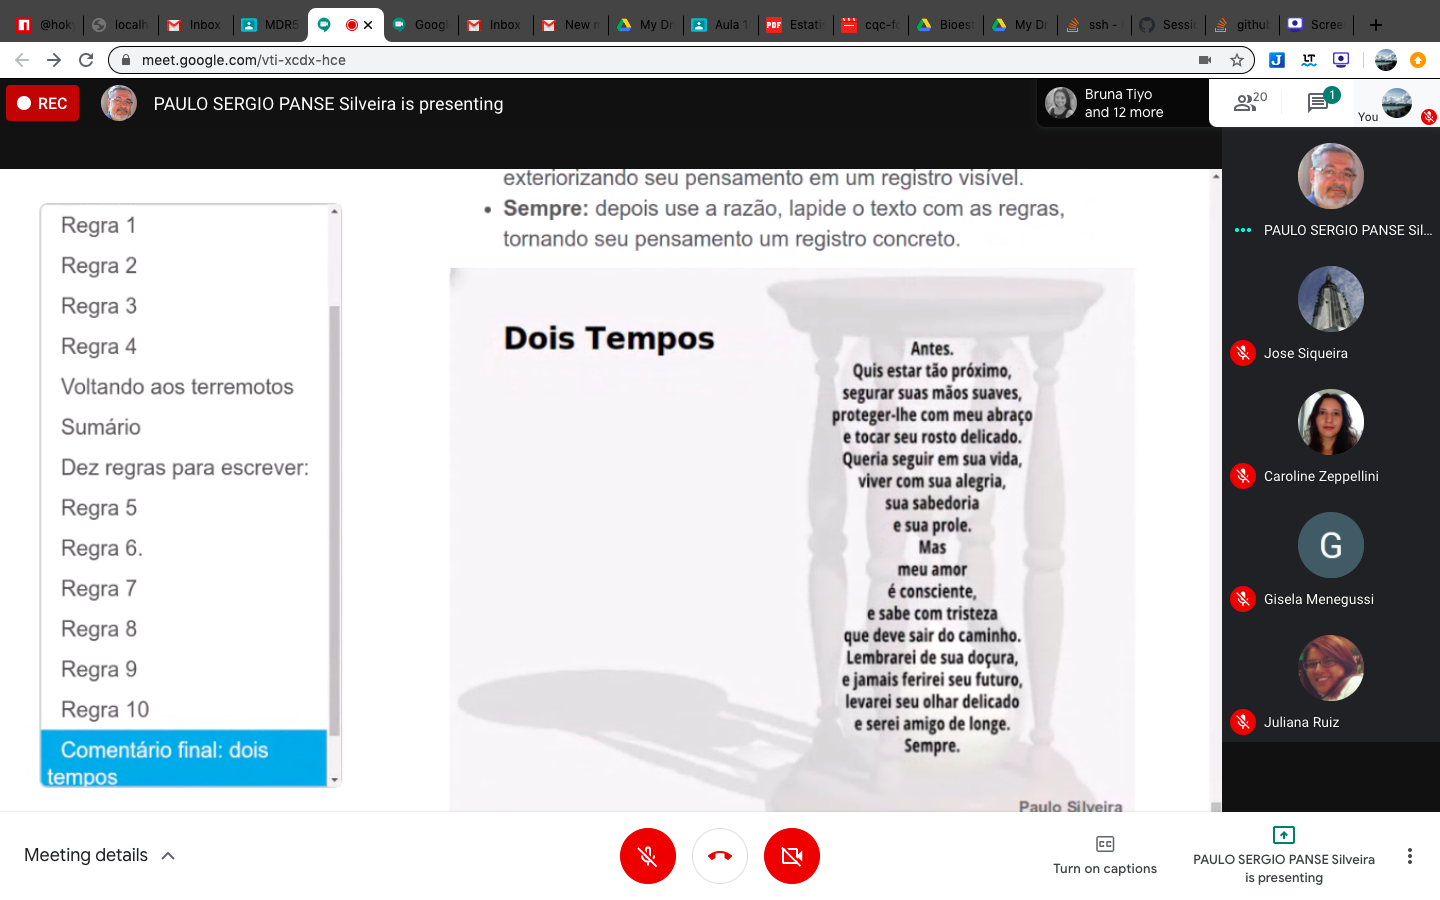 @hok
localh
Inbox
MDR5
Googl
Inbox
New m
My Dr
Aula 1
Estati
cqc-fo
Bioest
My Dr
ssh -
Sessio
github
Scree
meet.google.com/vti-xcdx-hce
REC
PAULO SERGIO PANSE Silveira is presenting
Bruna Tiyo
and 12 more
20
1
You
exteriorizando seu pensamento em um registro visível.
Sempre: depois use a razão, lapide o texto com as regras,
tornando seu pensamento um registro concreto.
Regra 1
Regra 2
Regra 3
Regra 4
Voltando aos terremotos
Sumário
Dez regras para escrever:
Regra 5
Regra 6.
Regra 7
Regra 8
Regra 9
Regra 10
Comentário final: dois
tempos
Dois Tempos
Antes.
Quis estar tão próximo,
segurar suas mãos suaves,
proteger-lhe com meu abraço
e tocar seu rosto delicado.
Queria seguir em sua vida,
viver com sua alegria,
sua sabedoria
e sua prole.
Mas
meu amor
é consciente,
e sabe com tristeza
que deve sair do caminho.
Lembrarei de sua doçura,
e jamais ferirei seu futuro,
levarei seu olhar delicado
e serei amigo de longe.
Sempre.
Paulo Silveira
PAULO SERGIO PANSE Sil...
Jose Siqueira
Caroline Zeppellini
G
Gisela Menegussi
Juliana Ruiz
Meeting details
Turn on captions
PAULO SERGIO PANSE Silveira
is presenting